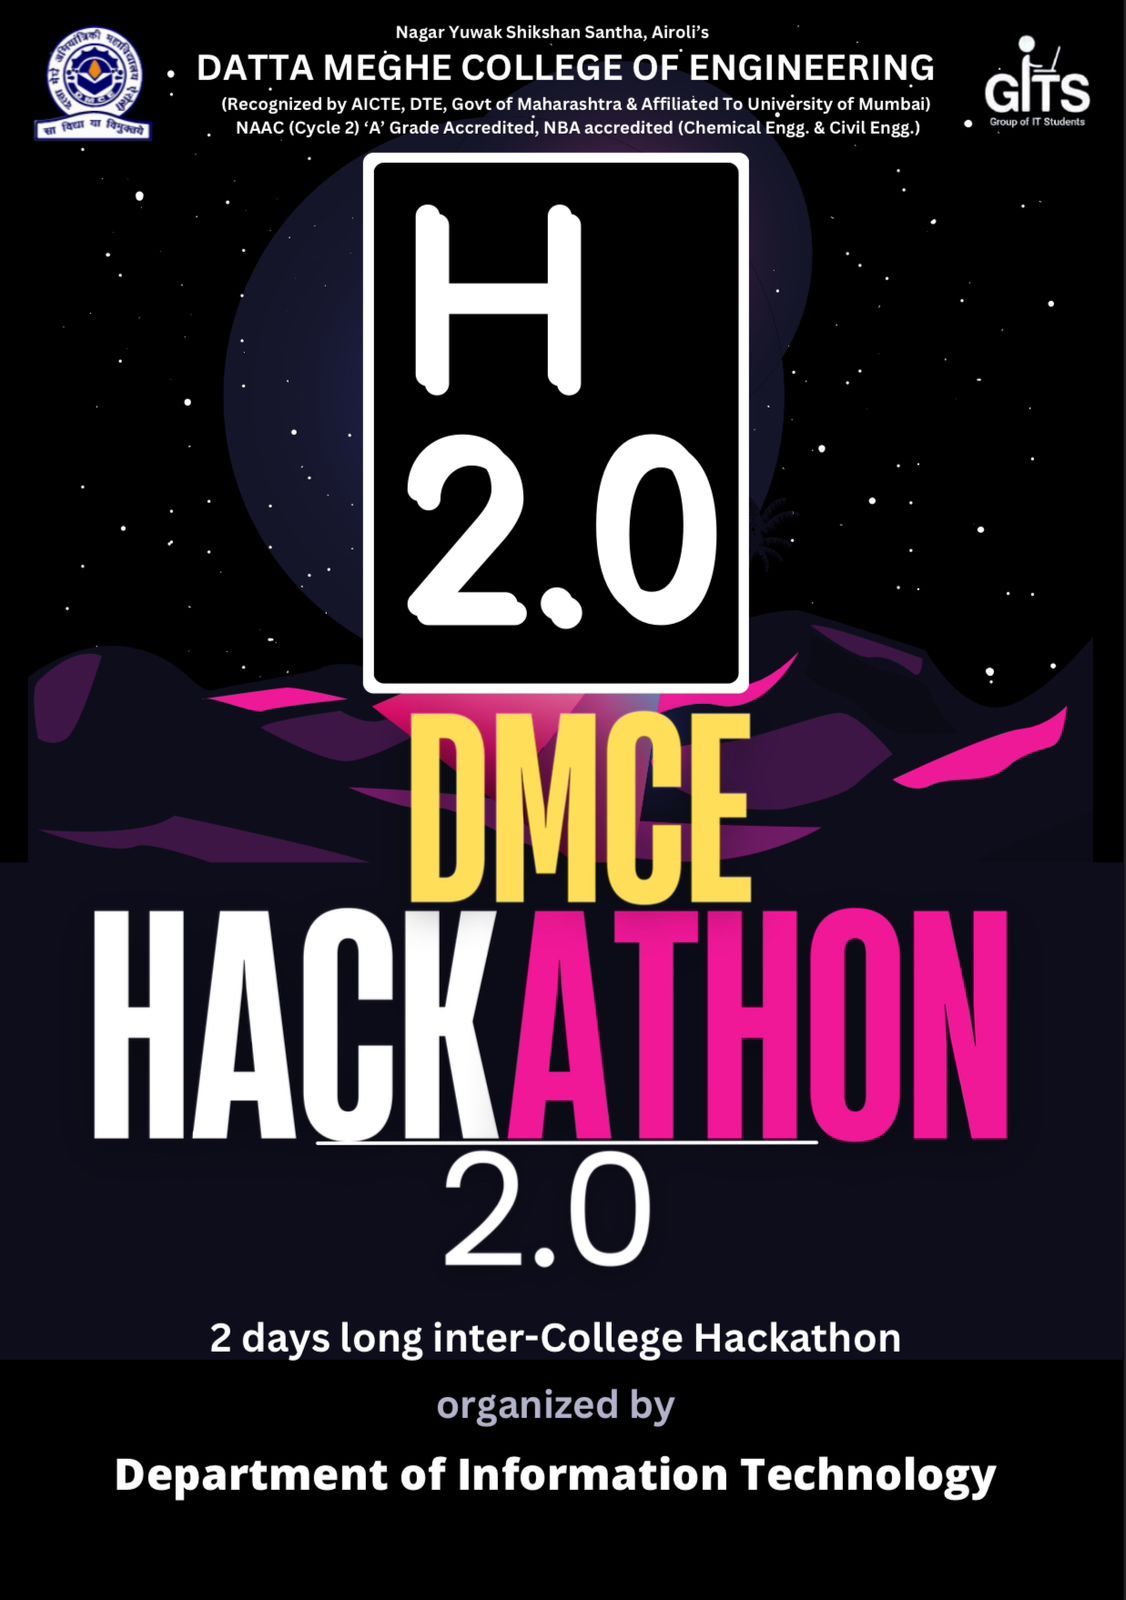 Nagar Yuwak Shikshan Santha, Airoli's
DATTA MEGHE COLLEGE OF ENGINEERING
(Recognized by AICTE, DTE, Govt of Maharashtra & Affiliated To University of Mumbai)
NAAC (Cycle 2) ‘A’ Grade Accredited, NBA accredited (Chemical Engg. & Civil Engg.)
सा विद्या या विमुक्तये
GITS
Group of IT Students
H
2.0
DMCE
HACKATHON
2.0
2 days long inter-College Hackathon
organized by
Department of Information Technology